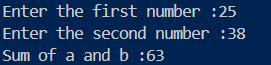 Enter the first number :25
Enter the second number :38
Sum of a and b :63